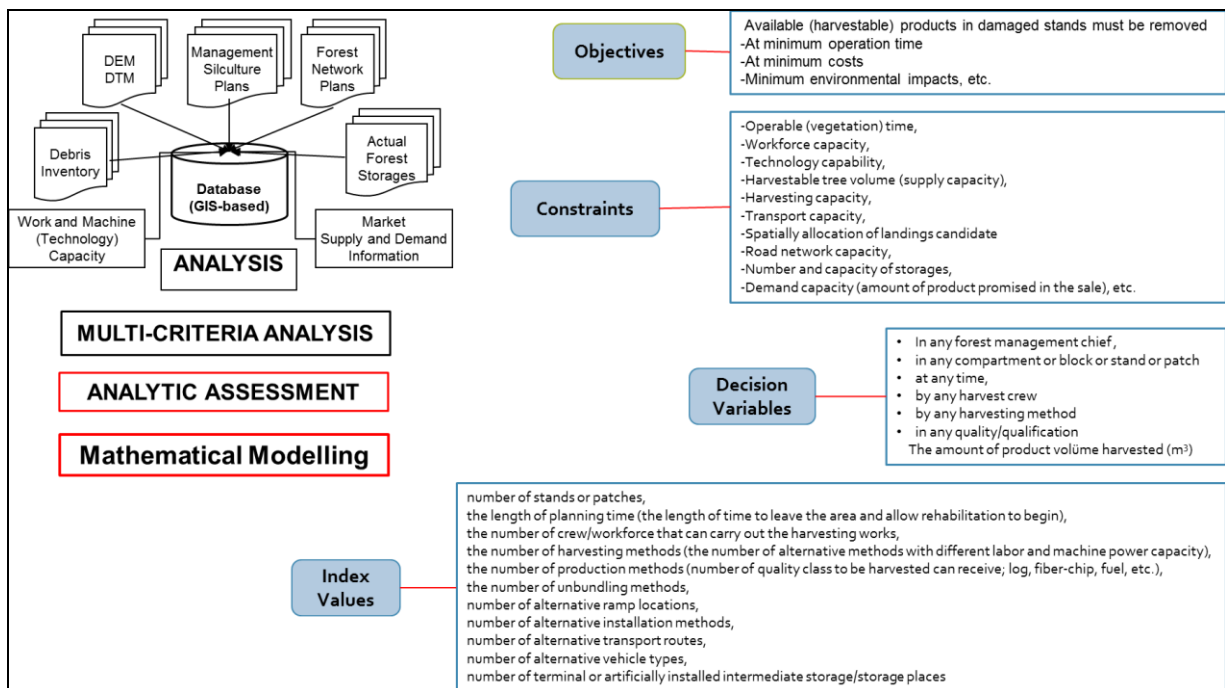 DEM
DTM
Management
Silculture
Plans
Forest
Network
Plans
Debris
Inventory
Actual
Forest
Storages
Database
(GIS-based)
Work and Machine
(Technology)
Capacity
Market
Supply and Demand
Information
ANALYSIS
MULTI-CRITERIA ANALYSIS
ANALYTIC ASSESSMENT
Mathematical Modelling
Objectives
Available (harvestable) products in damaged stands must be removed
-At minimum operation time
-At minimum costs
-Minimum environmental impacts, etc.
Constraints
-Operable (vegetation) time,
-Workforce capacity,
-Technology capability,
-Harvestable tree volume (supply capacity),
-Harvesting capacity,
-Transport capacity,
-Spatially allocation of landings candidate
-Road network capacity,
-Number and capacity of storages,
-Demand capacity (amount of product promised in the sale), etc.
Decision
Variables
• In any forest management chief,
• in any compartment or block or stand or patch
• at any time,
• by any harvest crew
• by any harvesting method
• in any quality/qualification
The amount of product volüme harvested (m³)
Index
Values
number of stands or patches,
the length of planning time (the length of time to leave the area and allow rehabilitation to begin),
the number of crew/workforce that can carry out the harvesting works,
the number of harvesting methods (the number of alternative methods with different labor and machine power capacity),
the number of production methods (number of quality class to be harvested can receive; log, fiber-chip, fuel, etc.),
the number of unbundling methods,
number of alternative ramp locations,
number of alternative installation methods,
number of alternative transport routes,
number of alternative vehicle types,
number of terminal or artificially installed intermediate storage/storage places